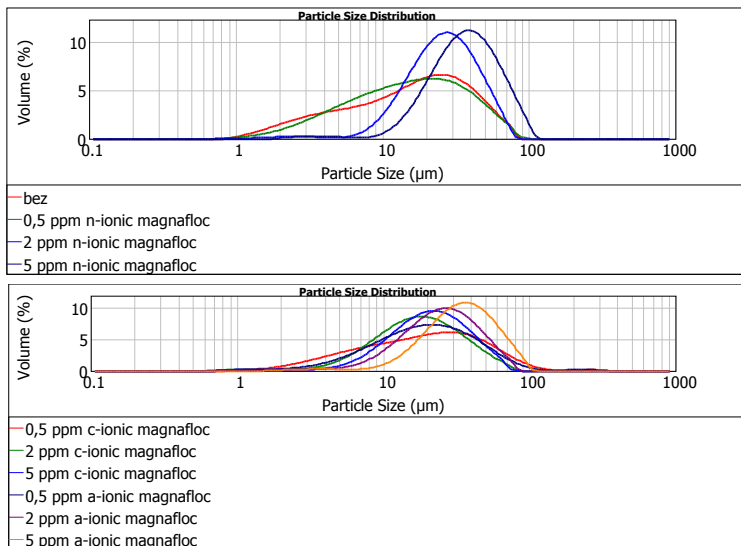 Particle Size Distribution
Volume (%)
10
5
0
0.1 1 10 100 1000
Particle Size (µm)
bez
0,5 ppm n-ionic magnafloc
2 ppm n-ionic magnafloc
5 ppm n-ionic magnafloc
Particle Size Distribution
Volume (%)
10
5
0
0.1 1 10 100 1000
Particle Size (µm)
0,5 ppm c-ionic magnafloc
2 ppm c-ionic magnafloc
5 ppm c-ionic magnafloc
0,5 ppm a-ionic magnafloc
2 ppm a-ionic magnafloc
5 ppm a-ionic magnafloc